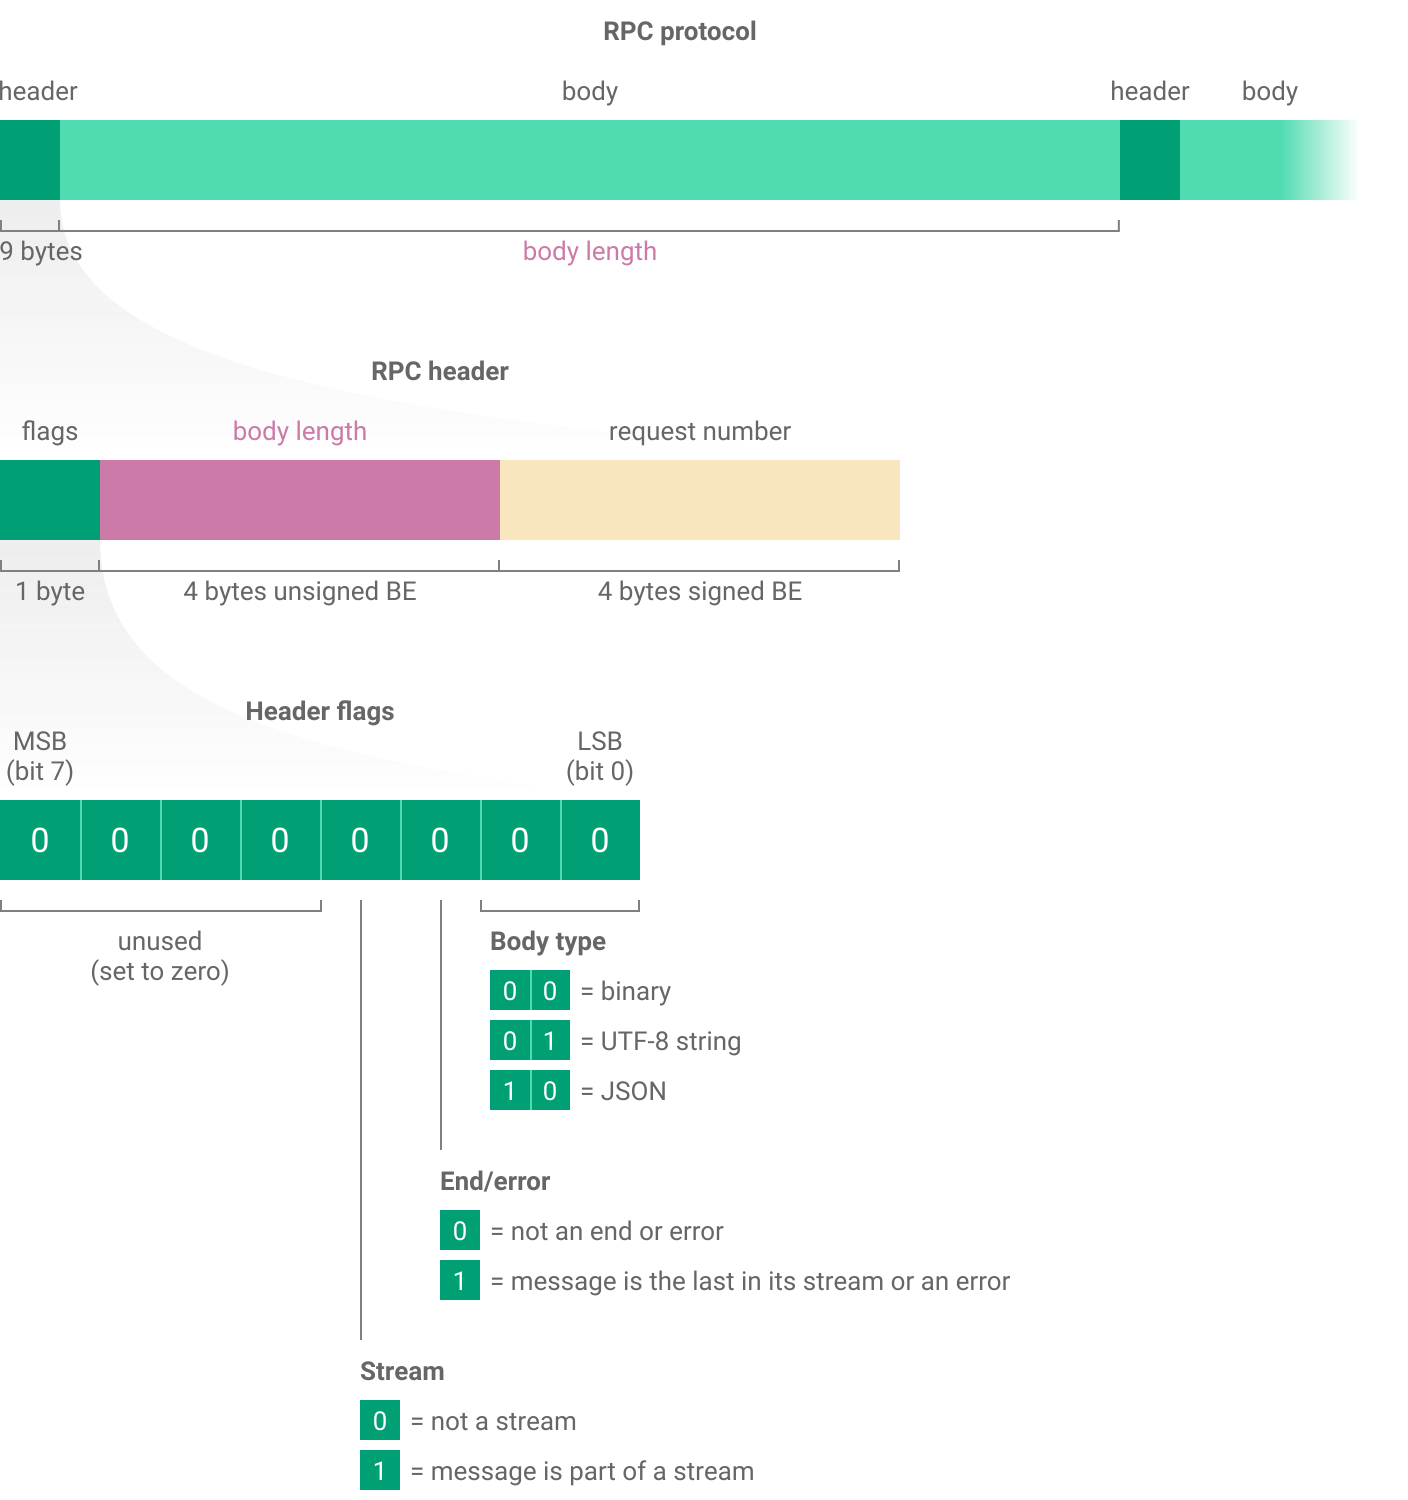 RPC protocol
header body header body
9 bytes body length
RPC header
flags body length request number
1 byte 4 bytes unsigned BE 4 bytes signed BE
Header flags
MSB LSB
(bit 7) (bit 0)
0 0 0 0 0 0 0 0
unused
(set to zero)
Body type
0 0 = binary
0 1 = UTF-8 string
1 0 = JSON
End/error
0 = not an end or error
1 = message is the last in its stream or an error
Stream
0 = not a stream
1 = message is part of a stream